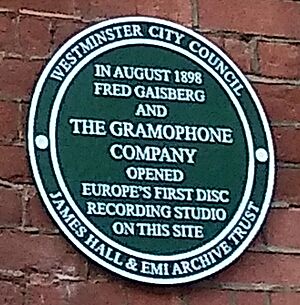 WESTMINSTER CITY COUNCIL
IN AUGUST 1898
FRED GAISBERG
AND
THE GRAMOPHONE
COMPANY
OPENED
EUROPE'S FIRST DISC
RECORDING STUDIO
ON THIS SITE
JAMES HALL & EMI ARCHIVE TRUST